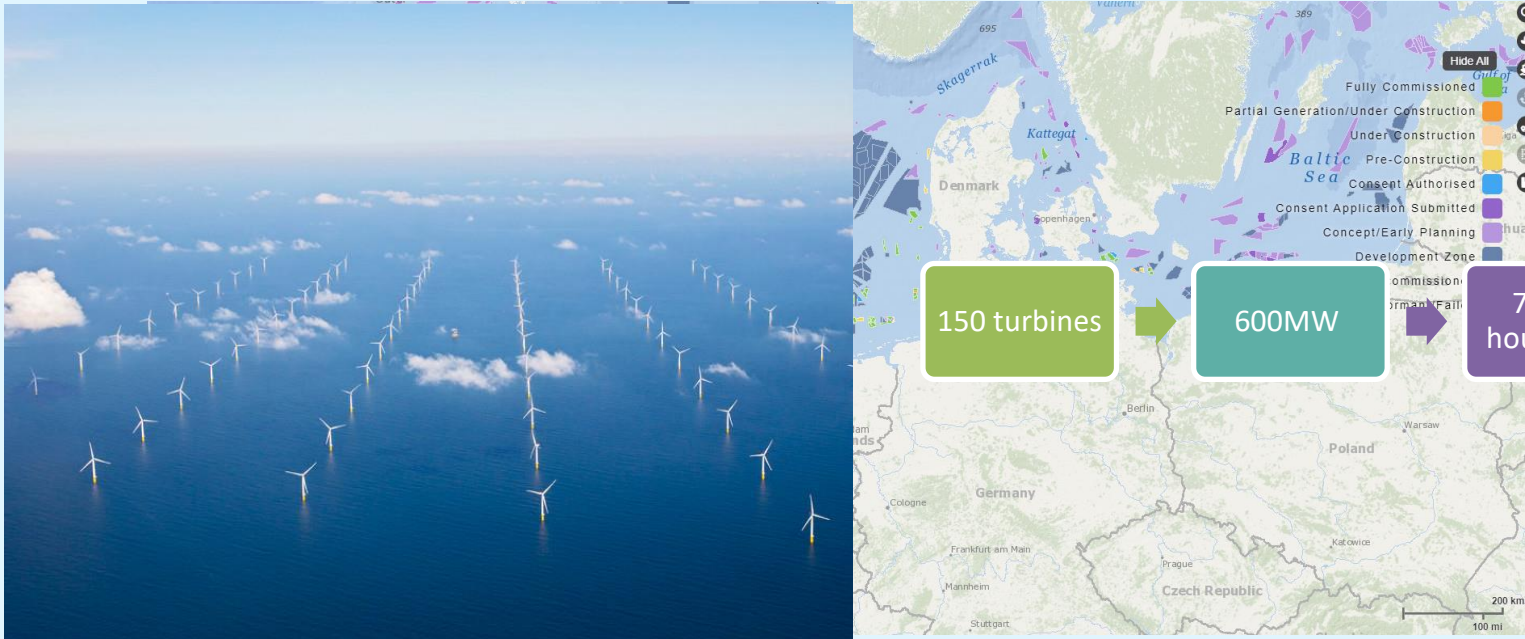 Skagerrak
695
389
Kattegat
Denmark
Baltic
Sea
Hide All
Gulf of
Fully Commissioned
Partial Generation/Under Construction
Under Construction
Pre-Construction
Consent Authorised
Consent Application Submitted
Concept/Early Planning
Development Zone
150 turbines
600MW
Berlin
Warsaw
Poland
Germany
Cologne
Frankfurt am Main
Mannheim
Stuttgart
Prague
Czech Republic
Katowice
200 km
100 mi